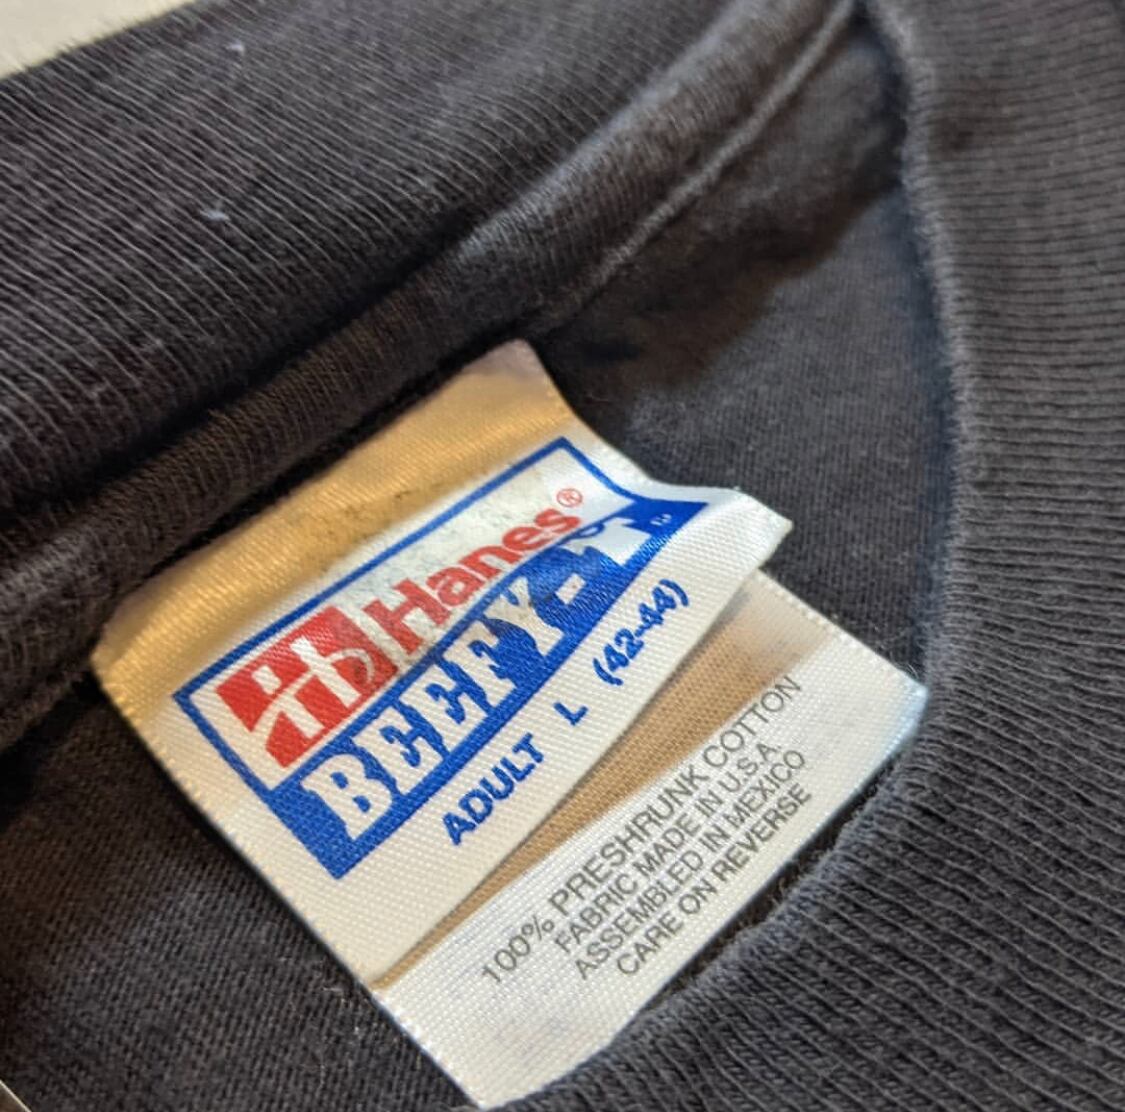 Hanes®
BEEFY-T
ADULT L (42-44)
100% PRESHRUNK COTTON
FABRIC MADE IN U.S.A
ASSEMBLED IN MEXICO
CARE ON REVERSE